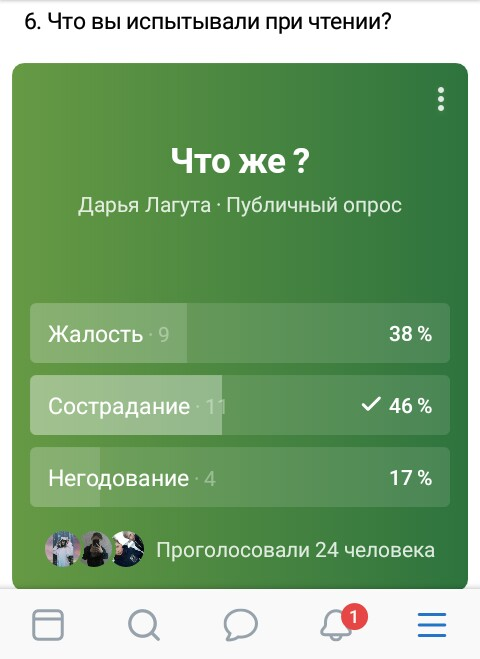 6. Что вы испытывали при чтении?
Что же ?
Дарья Лагута · Публичный опрос
Жалость · 9 38 %
Сострадание · 11 46 %
Негодование · 4 17 %
Проголосовали 24 человека
1